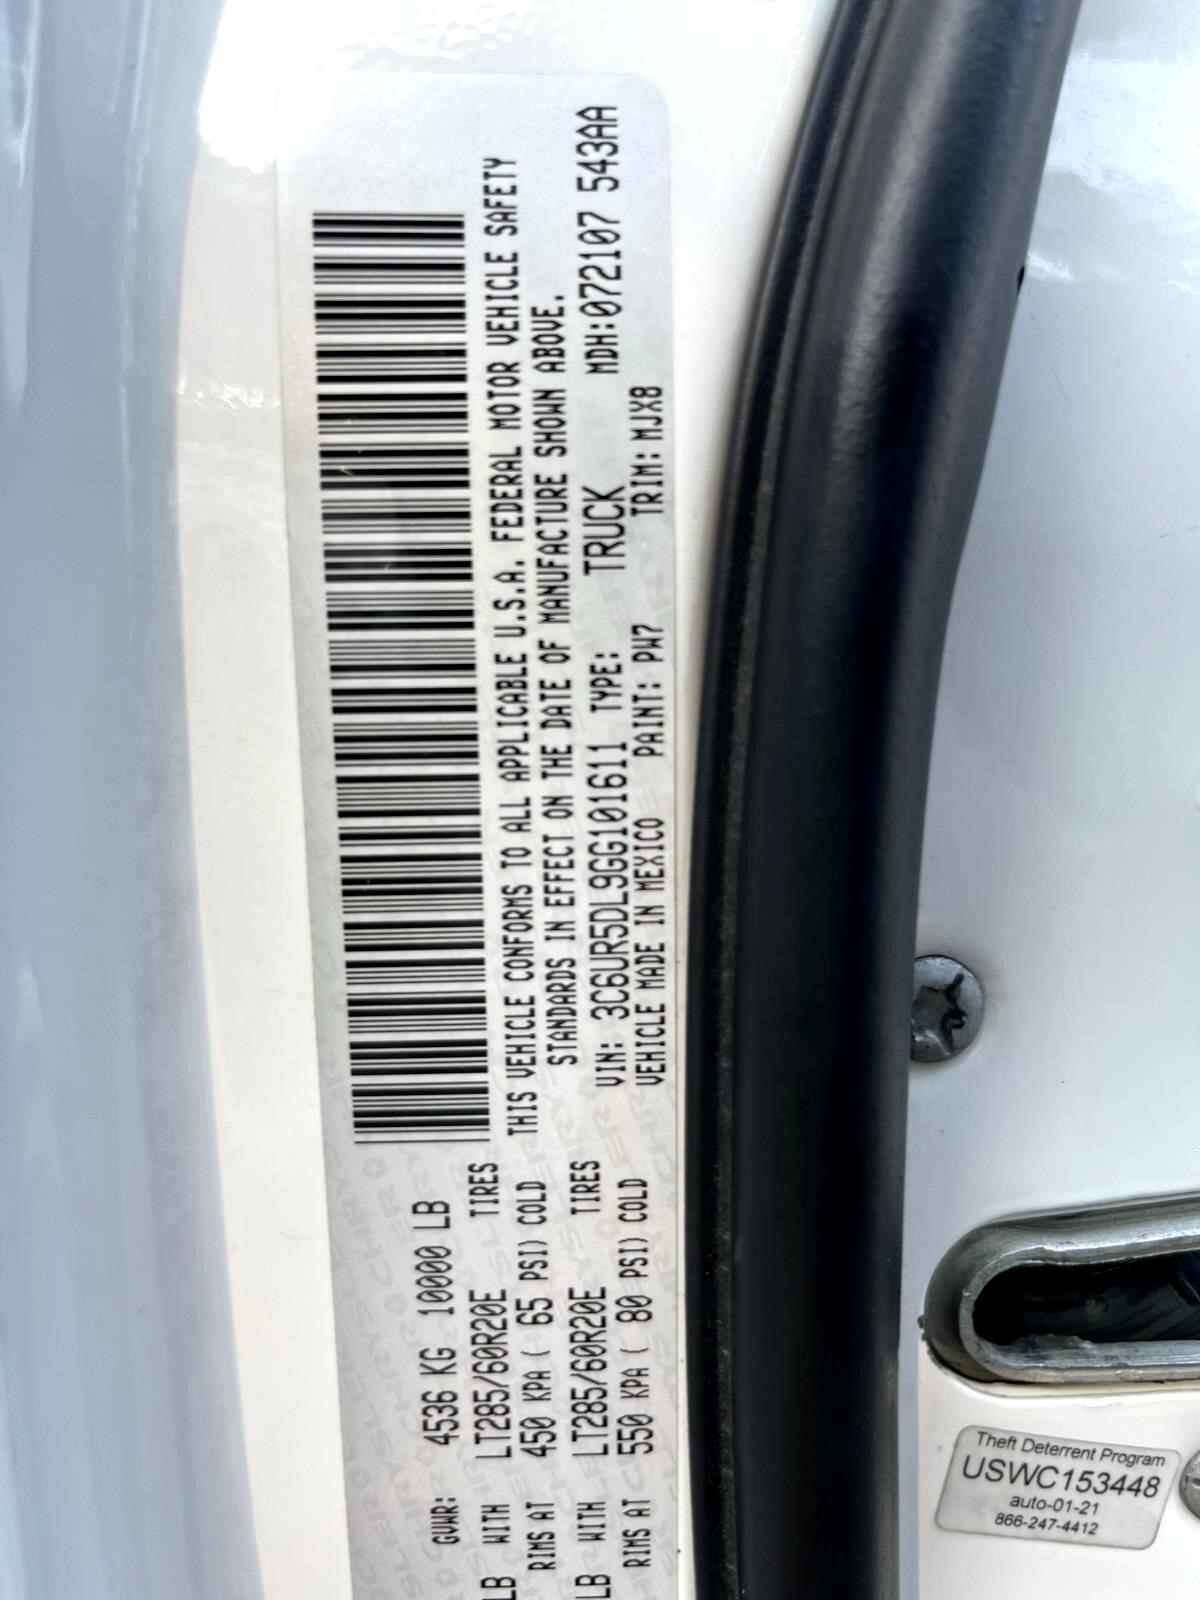 GVWR: 4536 KG 10000 LB
LB WITH LT285/60R20E TIRES
RIMS AT 450 KPA ( 65 PSI) COLD
LB WITH LT285/60R20E TIRES
RIMS AT 550 KPA ( 80 PSI) COLD
THIS VEHICLE CONFORMS TO ALL APPLICABLE U.S.A. FEDERAL MOTOR VEHICLE SAFETY
STANDARDS IN EFFECT ON THE DATE OF MANUFACTURE SHOWN ABOVE.
VIN: 3C6UR5DL9GG101611 TYPE: TRUCK MDH:072107 543AA
VEHICLE MADE IN MEXICO PAINT: PW7 TRIM: MJX8
Theft Deterrent Program
USWC153448
auto-01-21
866-247-4412